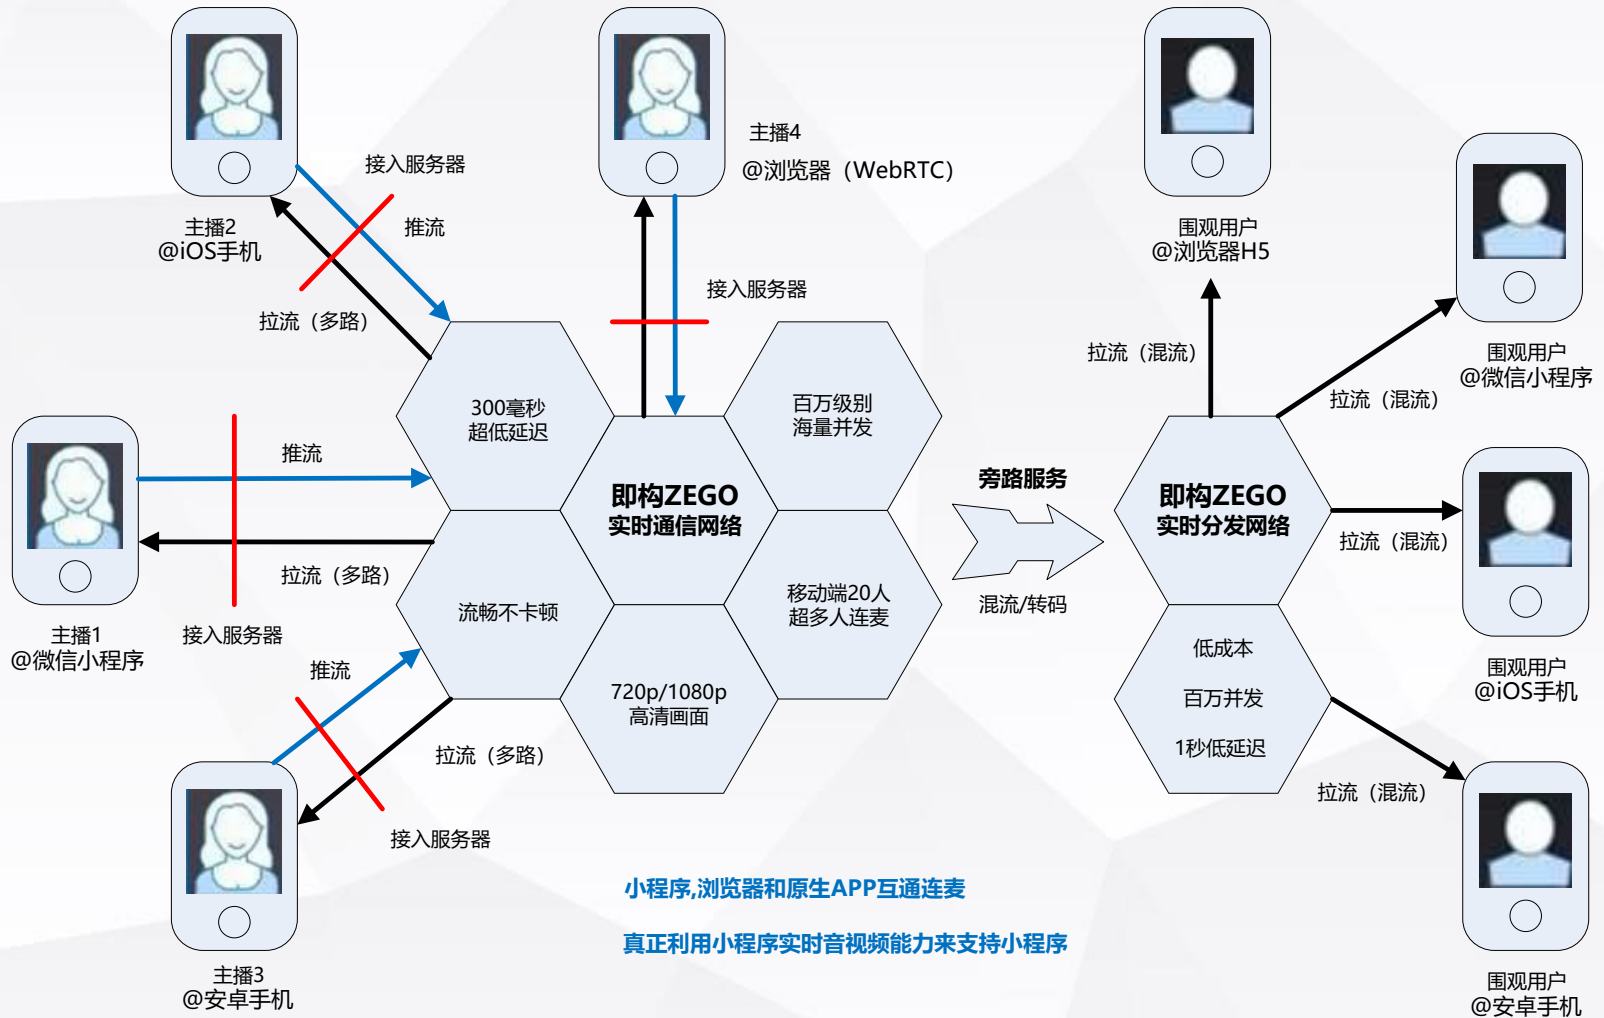 主播2
@iOS手机
接入服务器
推流
拉流（多路）
主播4
@浏览器（WebRTC）
接入服务器
围观用户
@浏览器H5
围观用户
@微信小程序
拉流（混流）
拉流（混流）
300毫秒
超低延迟
百万级别
海量并发
推流
拉流（多路）
接入服务器
主播1
@微信小程序
即构ZEGO
实时通信网络
旁路服务
混流/转码
即构ZEGO
实时分发网络
拉流（混流）
围观用户
@iOS手机
流畅不卡顿
移动端20人
超多人连麦
720p/1080p
高清画面
低成本
百万并发
1秒低延迟
推流
拉流（多路）
接入服务器
主播3
@安卓手机
拉流（混流）
围观用户
@安卓手机
小程序,浏览器和原生APP互通连麦
真正利用小程序实时音视频能力来支持小程序